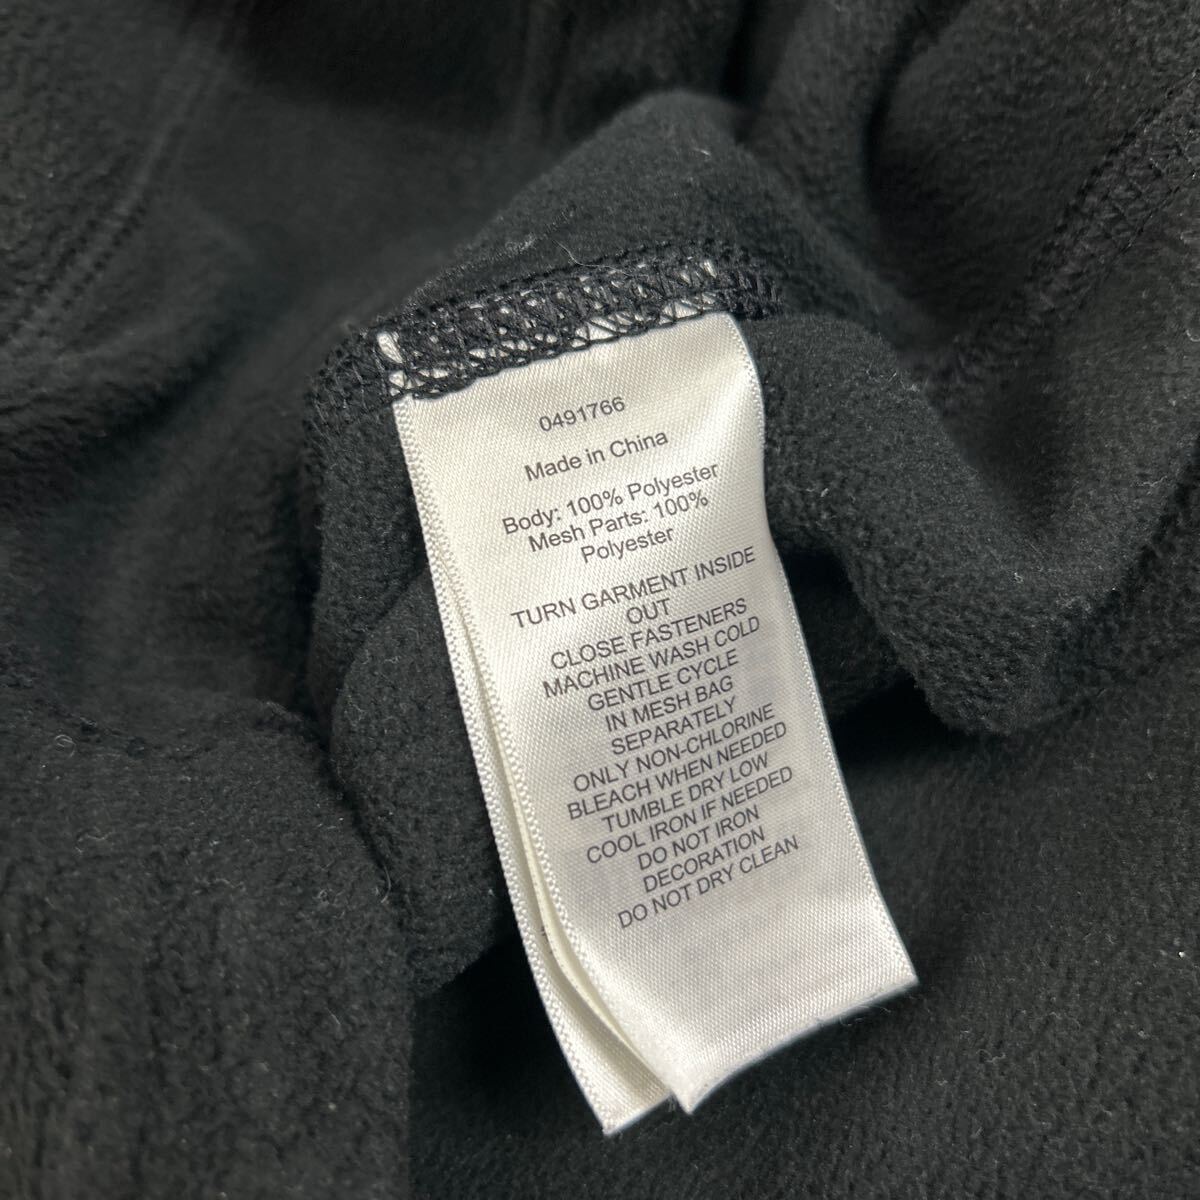 0491766
Made in China
Body: 100% Polyester
Mesh Parts: 100%
Polyester
TURN GARMENT INSIDE
OUT
CLOSE FASTENERS
MACHINE WASH COLD
GENTLE CYCLE
IN MESH BAG
SEPARATELY
ONLY NON-CHLORINE
BLEACH WHEN NEEDED
TUMBLE DRY LOW
COOL IRON IF NEEDED
DO NOT IRON
DECORATION
DO NOT DRY CLEAN